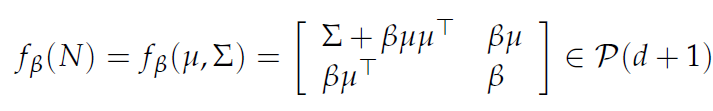 f_β(N) = f_β(μ, Σ) = [ Σ + βμμ^⊤ βμ
βμ^⊤ β ] ∈ 𝒫(d + 1)